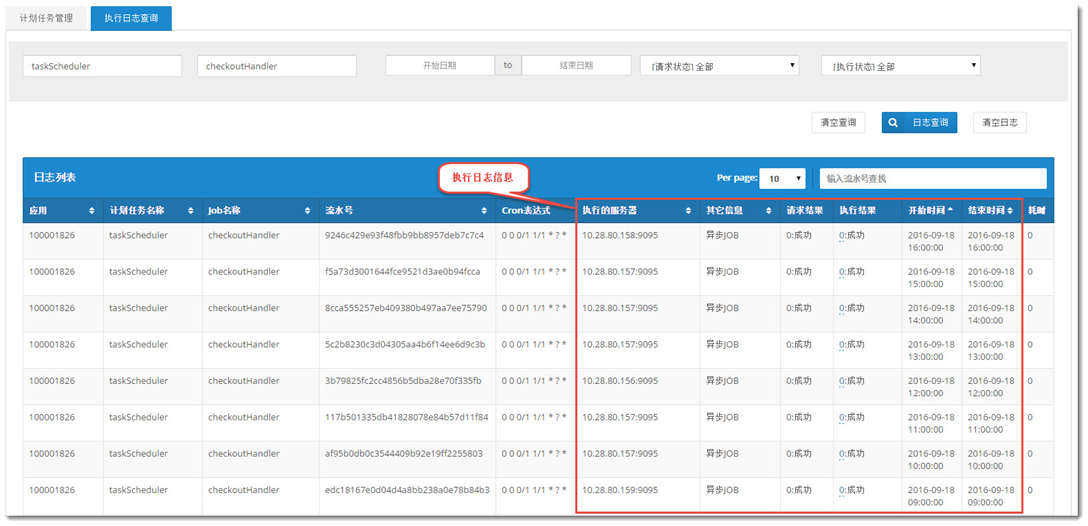 计划任务管理 执行日志查询
taskScheduler checkoutHandler 开始日期 to 结束日期 [请求状态] 全部 [执行状态] 全部
清空查询 日志查询 清空日志
日志列表 执行日志信息 Per page: 10 输入流水号查找
应用 计划任务名称 Job名称 流水号 Cron表达式 执行的服务器 其它信息 请求结果 执行结果 开始时间 结束时间 耗时
100001826 taskScheduler checkoutHandler 9246c429e93f48fbb9bb8957deb7c7c4 0 0 0/1 1/1 * ? * 10.28.80.158:9095 异步JOB 0:成功 0:成功 2016-09-18 2016-09-18 0
16:00:00 16:00:00
100001826 taskScheduler checkoutHandler f5a73d3001644fce9521d3ae0b94fcca 0 0 0/1 1/1 * ? * 10.28.80.157:9095 异步JOB 0:成功 0:成功 2016-09-18 2016-09-18 0
15:00:00 15:00:00
100001826 taskScheduler checkoutHandler 8cca555257eb409380b497aa7ee75790 0 0 0/1 1/1 * ? * 10.28.80.157:9095 异步JOB 0:成功 0:成功 2016-09-18 2016-09-18 0
14:00:00 14:00:00
100001826 taskScheduler checkoutHandler 5c2b8230c3d04305aa4b6f14ee6d9c3b 0 0 0/1 1/1 * ? * 10.28.80.157:9095 异步JOB 0:成功 0:成功 2016-09-18 2016-09-18 0
13:00:00 13:00:00
100001826 taskScheduler checkoutHandler 3b79825fc2cc4856b5dba28e70f335fb 0 0 0/1 1/1 * ? * 10.28.80.156:9095 异步JOB 0:成功 0:成功 2016-09-18 2016-09-18 0
12:00:00 12:00:00
100001826 taskScheduler checkoutHandler 117b501335db41828078e84b57d11f84 0 0 0/1 1/1 * ? * 10.28.80.157:9095 异步JOB 0:成功 0:成功 2016-09-18 2016-09-18 0
11:00:00 11:00:00
100001826 taskScheduler checkoutHandler af95b0db0c3544409b92e19ff2255803 0 0 0/1 1/1 * ? * 10.28.80.157:9095 异步JOB 0:成功 0:成功 2016-09-18 2016-09-18 0
10:00:00 10:00:00
100001826 taskScheduler checkoutHandler edc18167e0d04d4a8bb238a0e78b84b3 0 0 0/1 1/1 * ? * 10.28.80.159:9095 异步JOB 0:成功 0:成功 2016-09-18 2016-09-18 0
09:00:00 09:00:00